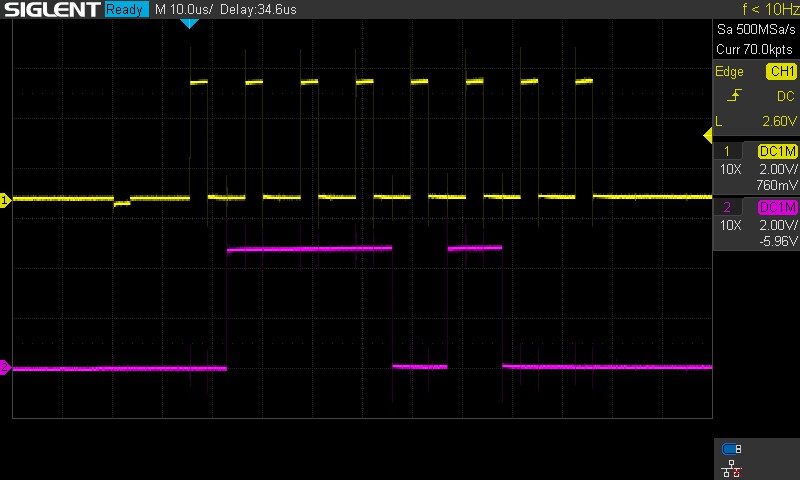 SIGLENT Ready M 10.0us/ Delay:34.6us f < 10Hz
Sa 500MSa/s
Curr 70.0kpts
Edge CH1
DC
L 2.60V
1 DC1M
10X 2.00V/
760mV
2 DC1M
10X 2.00V/
-5.96V
1
2